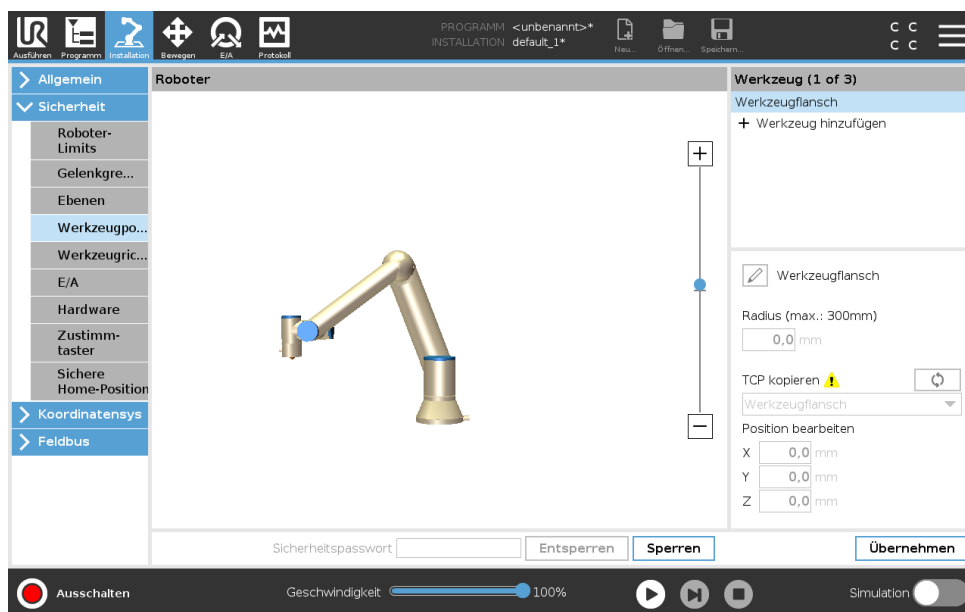 PROGRAMM <unbenannt>*
INSTALLATION default_1*
Ausführen
Programm
Installation
Bewegen
E/A
Protokoll
Neu...
Öffnen...
Speichern...
C C
C C
Allgemein
Sicherheit
Roboter-
Limits
Gelenkgre...
Ebenen
Werkzeugpo...
Werkzeugric...
E/A
Hardware
Zustimm-
taster
Sichere
Home-Position
Koordinatensys
Feldbus
Roboter
Werkzeug (1 of 3)
Werkzeugflansch
+ Werkzeug hinzufügen
Werkzeugflansch
Radius (max.: 300mm)
0,0 mm
TCP kopieren
Werkzeugflansch
Position bearbeiten
X 0,0 mm
Y 0,0 mm
Z 0,0 mm
Sicherheitspasswort
Entsperren
Sperren
Übernehmen
Ausschalten
Geschwindigkeit
100%
Simulation